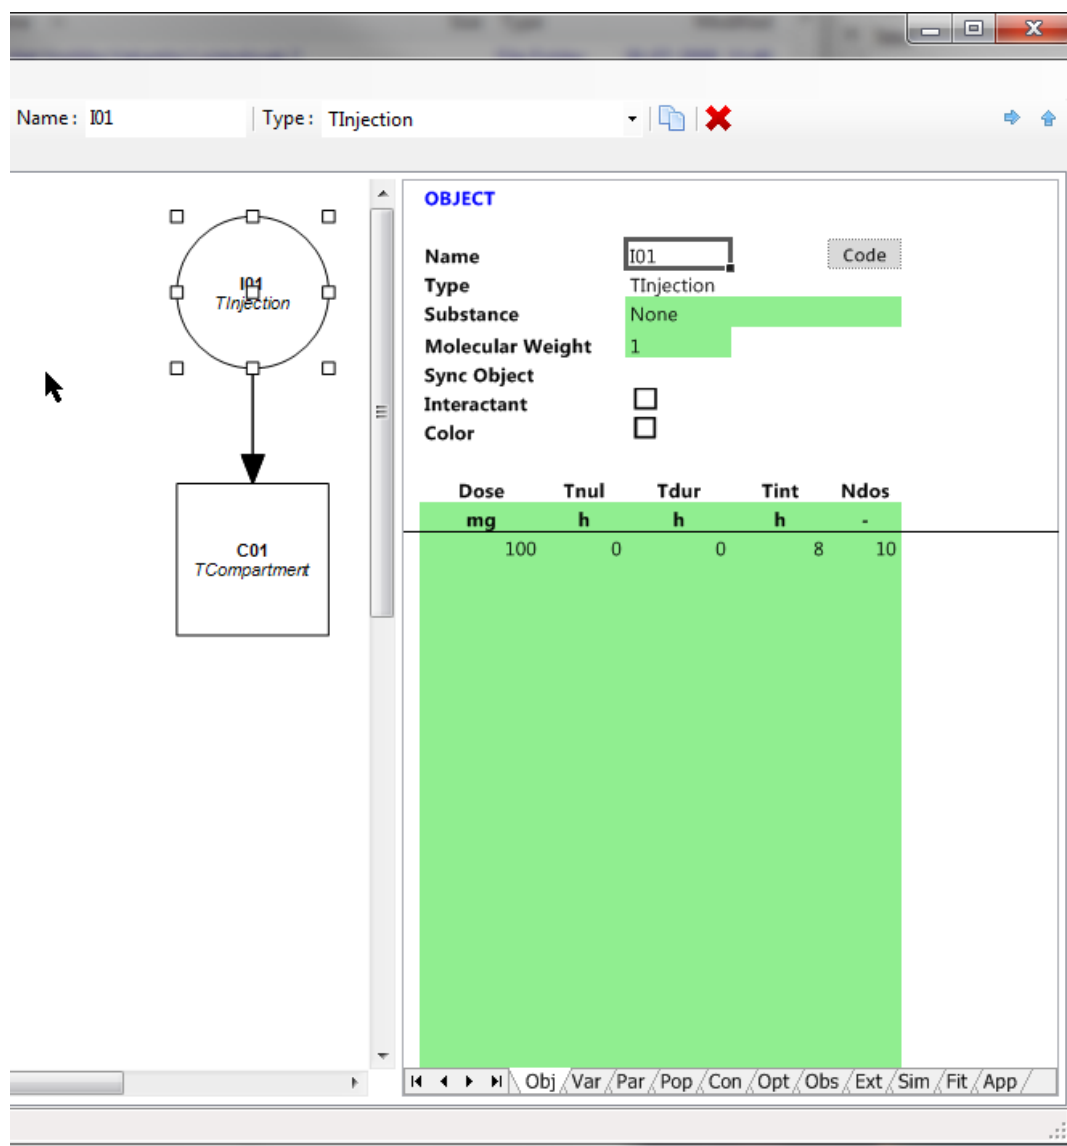 Name: I01 Type: TInjection
I01
TInjection
C01
TCompartment
OBJECT
Name I01 Code
Type TInjection
Substance None
Molecular Weight 1
Sync Object
Interactant
Color
Dose Tnul Tdur Tint Ndos
mg h h h -
100 0 0 8 10
Obj Var Par Pop Con Opt Obs Ext Sim Fit App